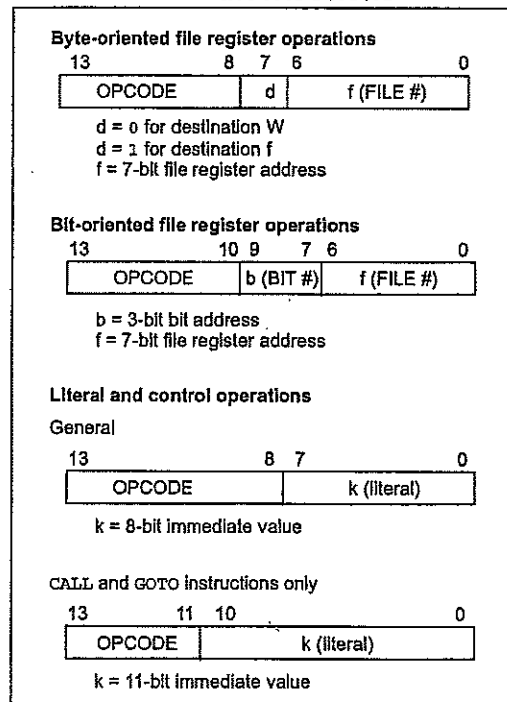 Byte-oriented file register operations
13 8 7 6 0
OPCODE d f (FILE #)
d = 0 for destination W
d = 1 for destination f
f = 7-bit file register address
Bit-oriented file register operations
13 10 9 7 6 0
OPCODE b (BIT #) f (FILE #)
b = 3-bit bit address
f = 7-bit file register address
Literal and control operations
General
13 8 7 0
OPCODE k (literal)
k = 8-bit immediate value
CALL and GOTO instructions only
13 11 10 0
OPCODE k (literal)
k = 11-bit immediate value